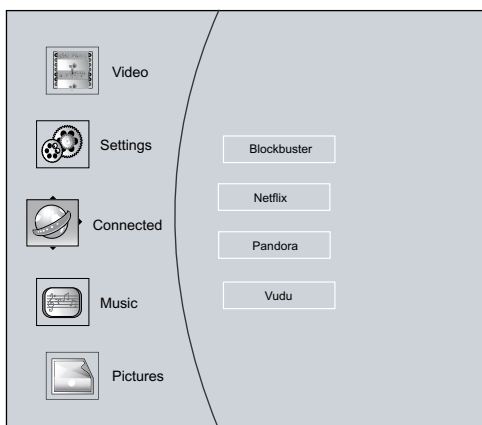 Video
Settings
Connected
Music
Pictures
Blockbuster
Netflix
Pandora
Vudu